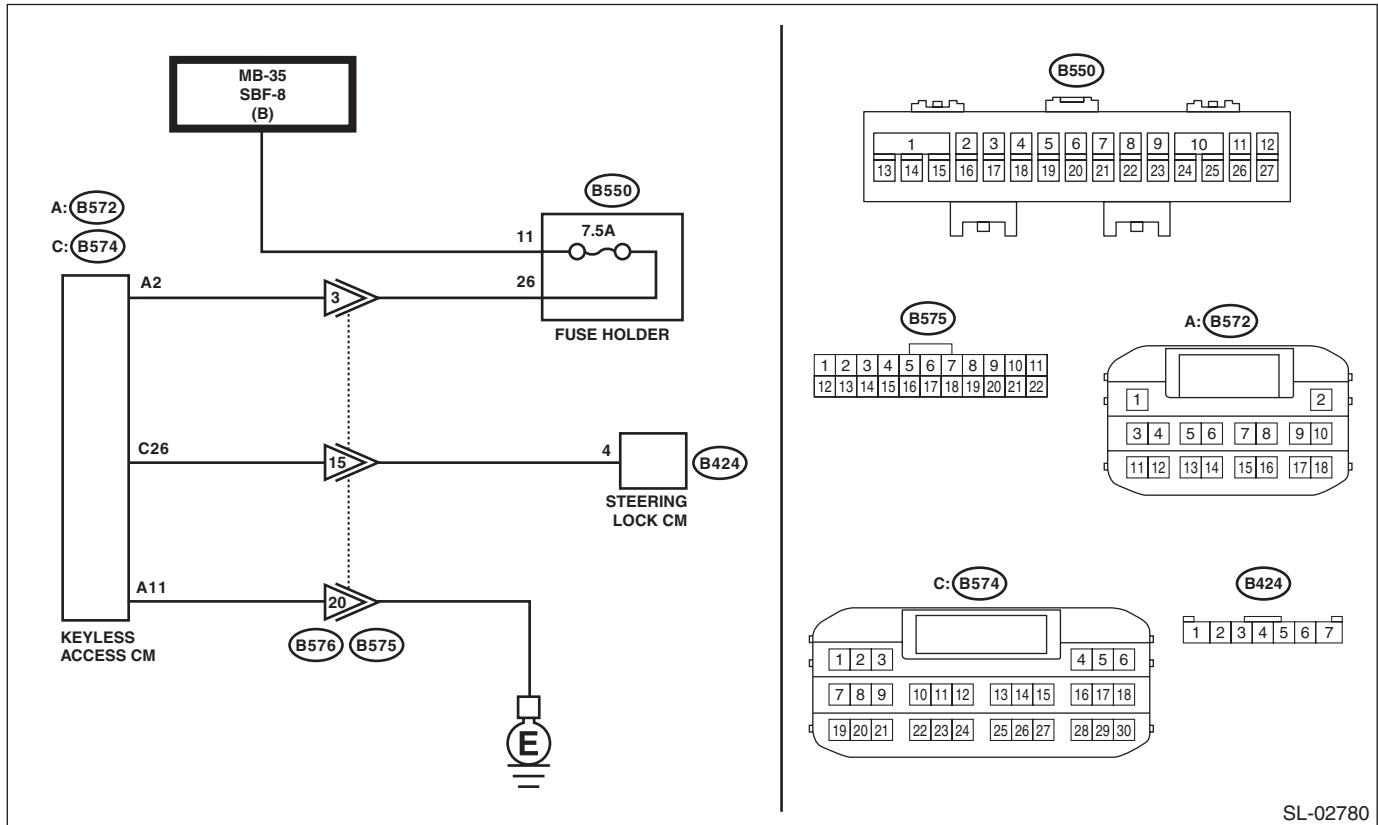 MB-35
SBF-8
(B)
A: B572
C: B574
B550
11
7.5A
26
FUSE HOLDER
A2
3
C26
15
4
B424
STEERING
LOCK CM
A11
20
B576 B575
KEYLESS
ACCESS CM
E
B550
1 2 3 4 5 6 7 8 9 10 11 12
13 14 15 16 17 18 19 20 21 22 23 24 25 26 27
B575
1 2 3 4 5 6 7 8 9 10 11
12 13 14 15 16 17 18 19 20 21 22
A: B572
1 2
3 4 5 6 7 8 9 10
11 12 13 14 15 16 17 18
C: B574
1 2 3 4 5 6
7 8 9 10 11 12 13 14 15 16 17 18
19 20 21 22 23 24 25 26 27 28 29 30
B424
1 2 3 4 5 6 7
SL-02780